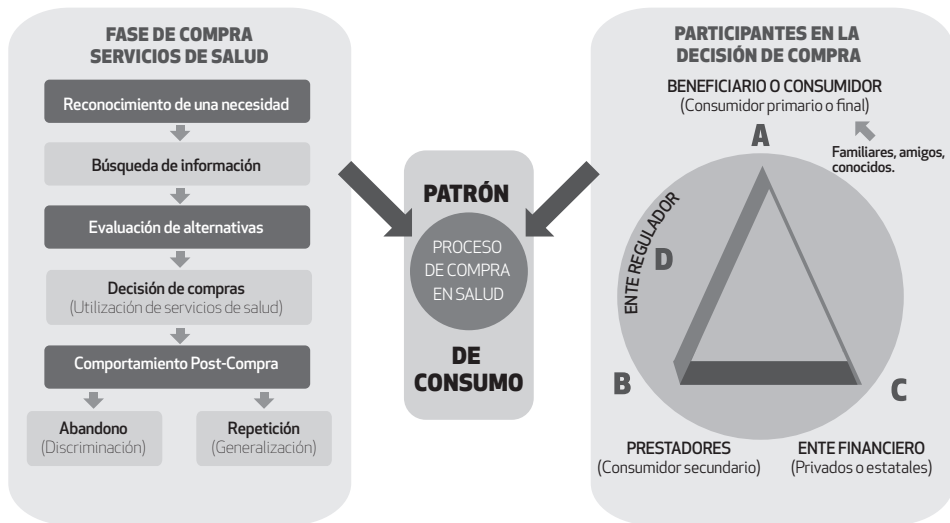 FASE DE COMPRA
SERVICIOS DE SALUD
Reconocimiento de una necesidad
Búsqueda de información
Evaluación de alternativas
Decisión de compras
(Utilización de servicios de salud)
Comportamiento Post-Compra
Abandono
(Discriminación)
Repetición
(Generalización)
PATRÓN
PROCESO
DE COMPRA
EN SALUD
DE
CONSUMO
PARTICIPANTES EN LA
DECISIÓN DE COMPRA
BENEFICIARIO O CONSUMIDOR
(Consumidor primario o final)
A
Familiares, amigos,
conocidos.
ENTE REGULADOR
D
B
C
PRESTADORES
(Consumidor secundario)
ENTE FINANCIERO
(Privados o estatales)